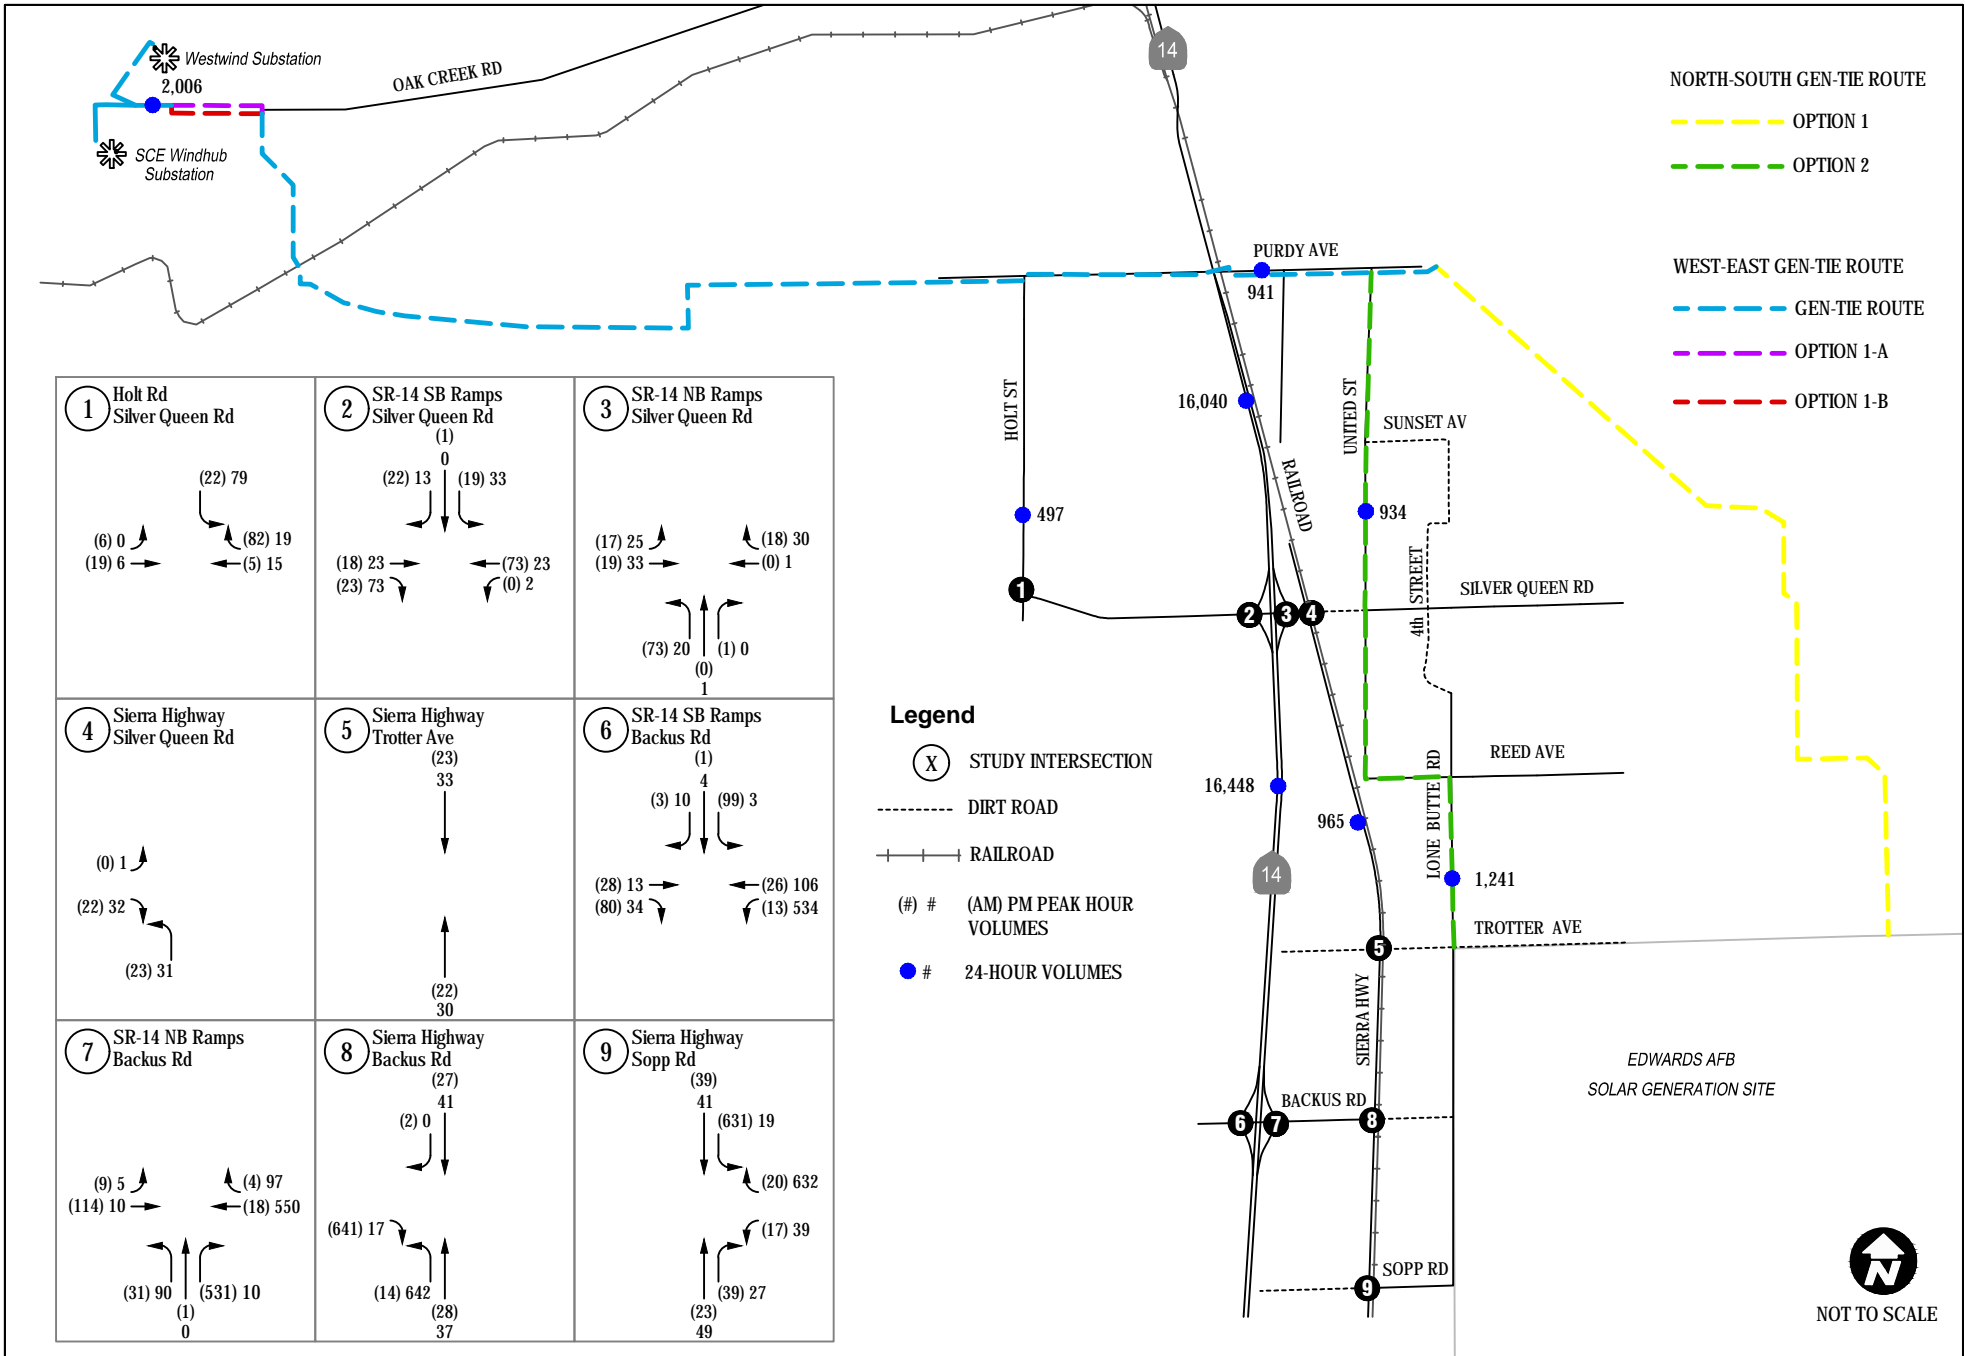 14
Westwind Substation
2,006
OAK CREEK RD
SCE Windhub
Substation
NORTH-SOUTH GEN-TIE ROUTE
OPTION 1
OPTION 2
WEST-EAST GEN-TIE ROUTE
GEN-TIE ROUTE
OPTION 1-A
OPTION 1-B
PURDY AVE
941
HOLT ST
16,040
UNITED ST
SUNSET AV
RAILROAD
497
934
4th STREET
SILVER QUEEN RD
1
2
3
4
REED AVE
16,448
965
LONE BUTTE RD
14
1,241
TROTTER AVE
5
SIERRA HWY
BACKUS RD
6
7
8
SOPP RD
9
EDWARDS AFB
SOLAR GENERATION SITE
N
NOT TO SCALE
1
Holt Rd
Silver Queen Rd
(22) 79
(6) 0
(19) 6
(82) 19
(5) 15
2
SR-14 SB Ramps
Silver Queen Rd
(1)
0
(22) 13
(19) 33
(18) 23
(23) 73
(73) 23
(0) 2
3
SR-14 NB Ramps
Silver Queen Rd
(17) 25
(19) 33
(18) 30
(0) 1
(73) 20
(1) 0
(0)
1
4
Sierra Highway
Silver Queen Rd
(0) 1
(22) 32
(23) 31
5
Sierra Highway
Trotter Ave
(23)
33
(22)
30
6
SR-14 SB Ramps
Backus Rd
(1)
4
(3) 10
(99) 3
(28) 13
(80) 34
(26) 106
(13) 534
7
SR-14 NB Ramps
Backus Rd
(9) 5
(114) 10
(4) 97
(18) 550
(31) 90
(531) 10
(1)
0
8
Sierra Highway
Backus Rd
(27)
41
(2) 0
(641) 17
(14) 642
(28)
37
9
Sierra Highway
Sopp Rd
(39)
41
(631) 19
(20) 632
(17) 39
(39) 27
(23)
49
Legend
X
STUDY INTERSECTION
DIRT ROAD
RAILROAD
(#) #
(AM) PM PEAK HOUR
VOLUMES
#
24-HOUR VOLUMES